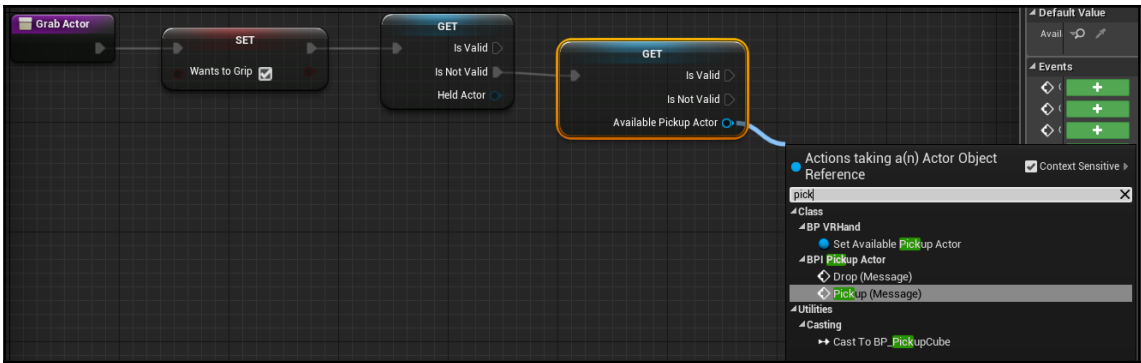 Grab Actor
SET
Wants to Grip
GET
Is Valid
Is Not Valid
Held Actor
GET
Is Valid
Is Not Valid
Available Pickup Actor
Default Value
Avail
Events
Actions taking a(n) Actor Object
Reference
Context Sensitive
pick
Class
BP VRHand
Set Available Pickup Actor
BPI Pickup Actor
Drop (Message)
Pickup (Message)
Utilities
Casting
Cast To BP_PickupCube